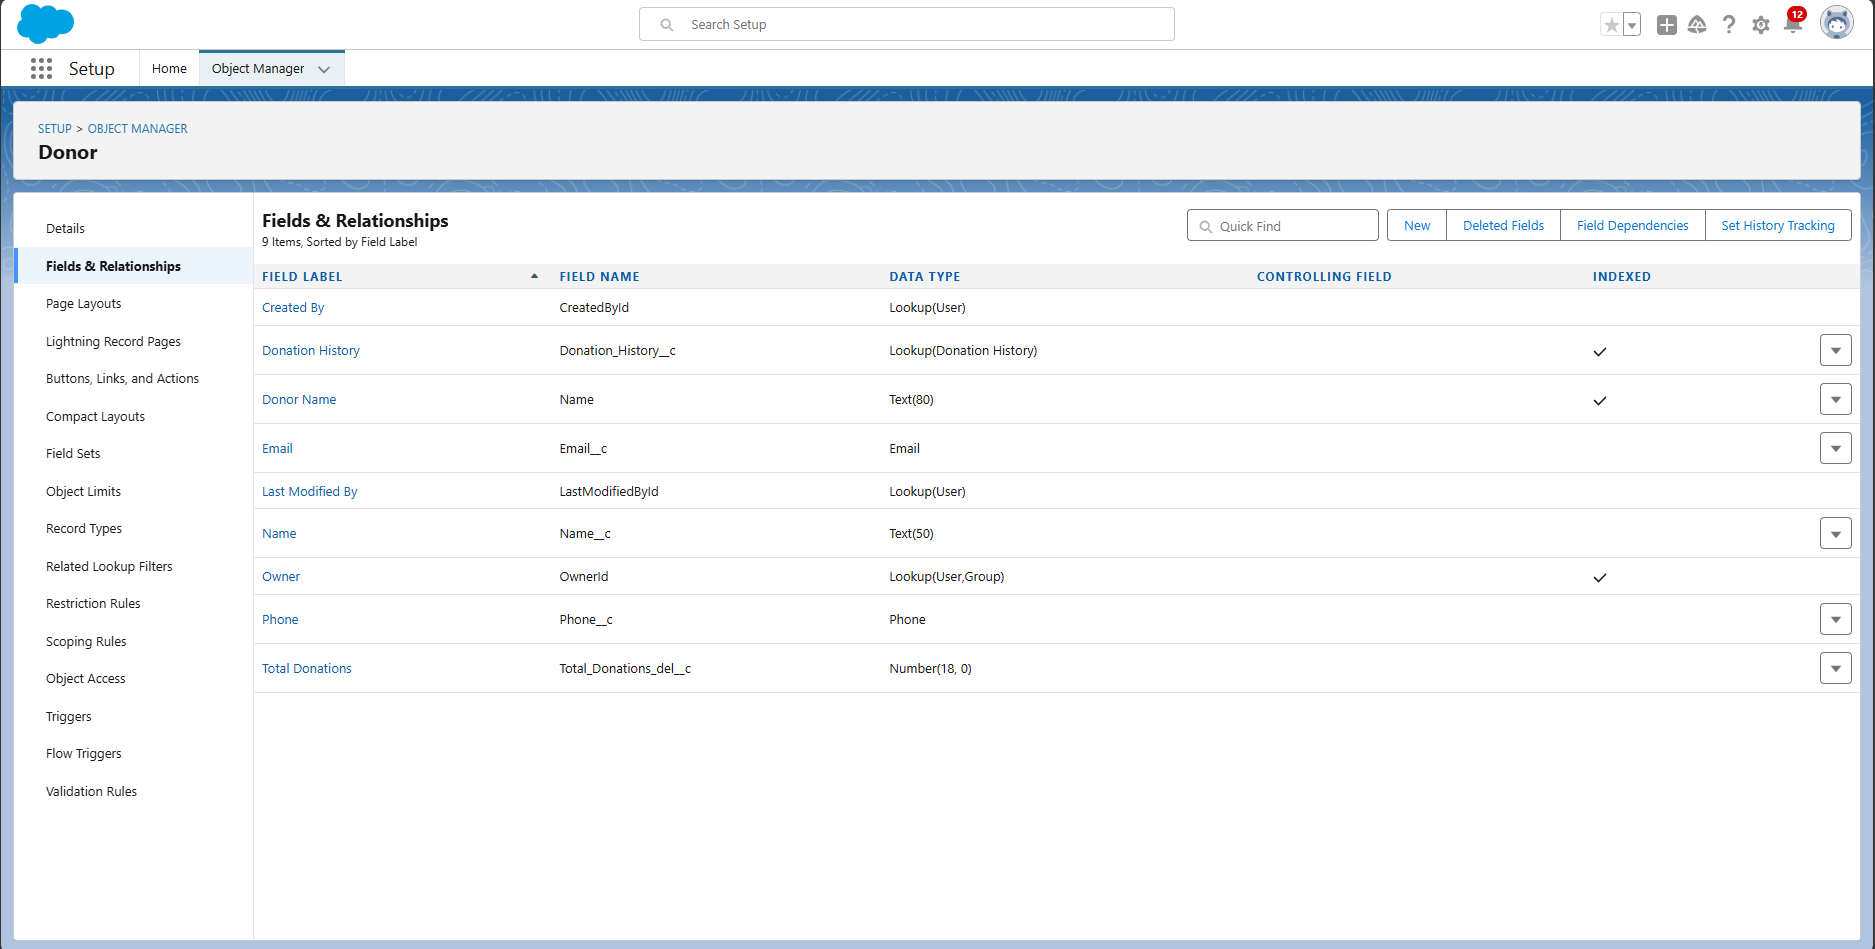 Search Setup
12
Setup
Home
Object Manager
SETUP > OBJECT MANAGER
Donor
Details
Fields & Relationships
Page Layouts
Lightning Record Pages
Buttons, Links, and Actions
Compact Layouts
Field Sets
Object Limits
Record Types
Related Lookup Filters
Restriction Rules
Scoping Rules
Object Access
Triggers
Flow Triggers
Validation Rules
Fields & Relationships
9 Items, Sorted by Field Label
Quick Find
New
Deleted Fields
Field Dependencies
Set History Tracking
FIELD LABEL FIELD NAME DATA TYPE CONTROLLING FIELD INDEXED
Created By CreatedById Lookup(User)
Donation History Donation_History__c Lookup(Donation History)
Donor Name Name Text(80)
Email Email__c Email
Last Modified By LastModifiedById Lookup(User)
Name Name__c Text(50)
Owner OwnerId Lookup(User,Group)
Phone Phone__c Phone
Total Donations Total_Donations_del__c Number(18, 0)